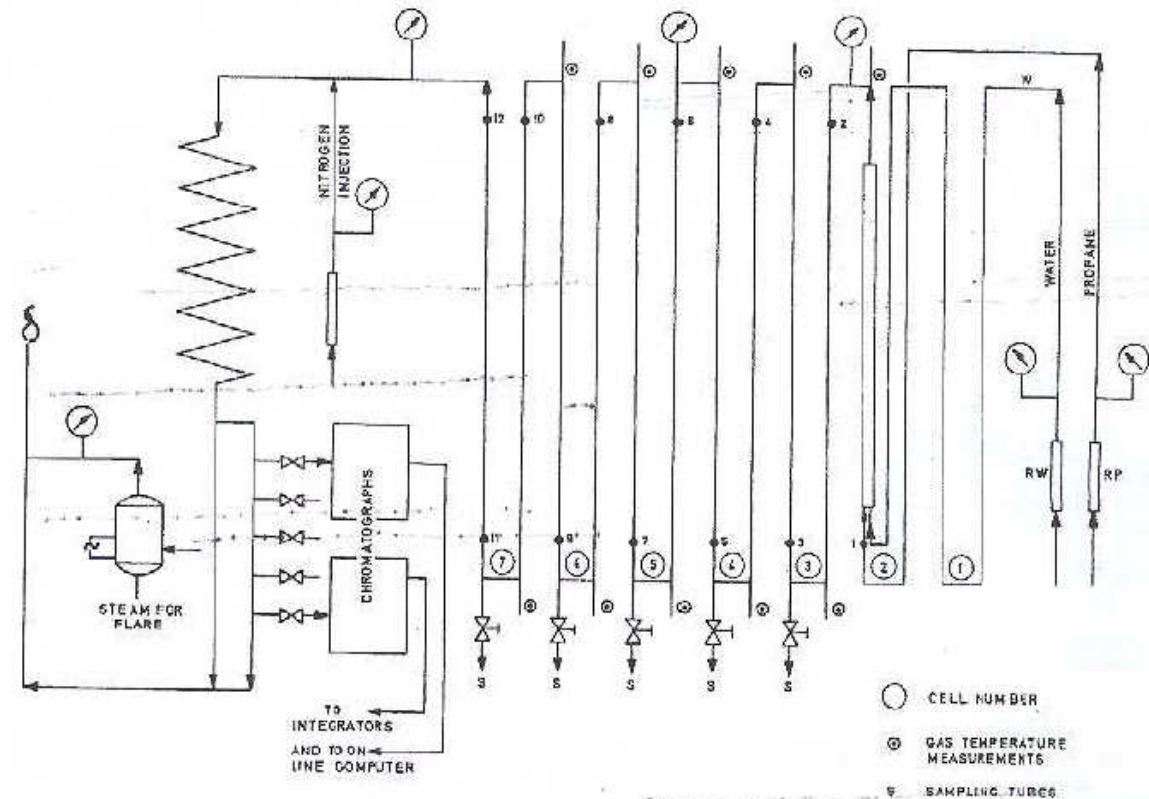 W
12
10
8
6
4
2
NITROGEN
INJECTION
WATER
PROPANE
RW
RP
CHROMATOGRAPHS
11
9
7
5
3
1
7
6
5
4
3
2
1
STEAM FOR
FLARE
S
S
S
S
S
TO
INTEGRATORS
AND TO ON
LINE COMPUTER
CELL NUMBER
GAS TEMPERATURE
MEASUREMENTS
S SAMPLING TUBES